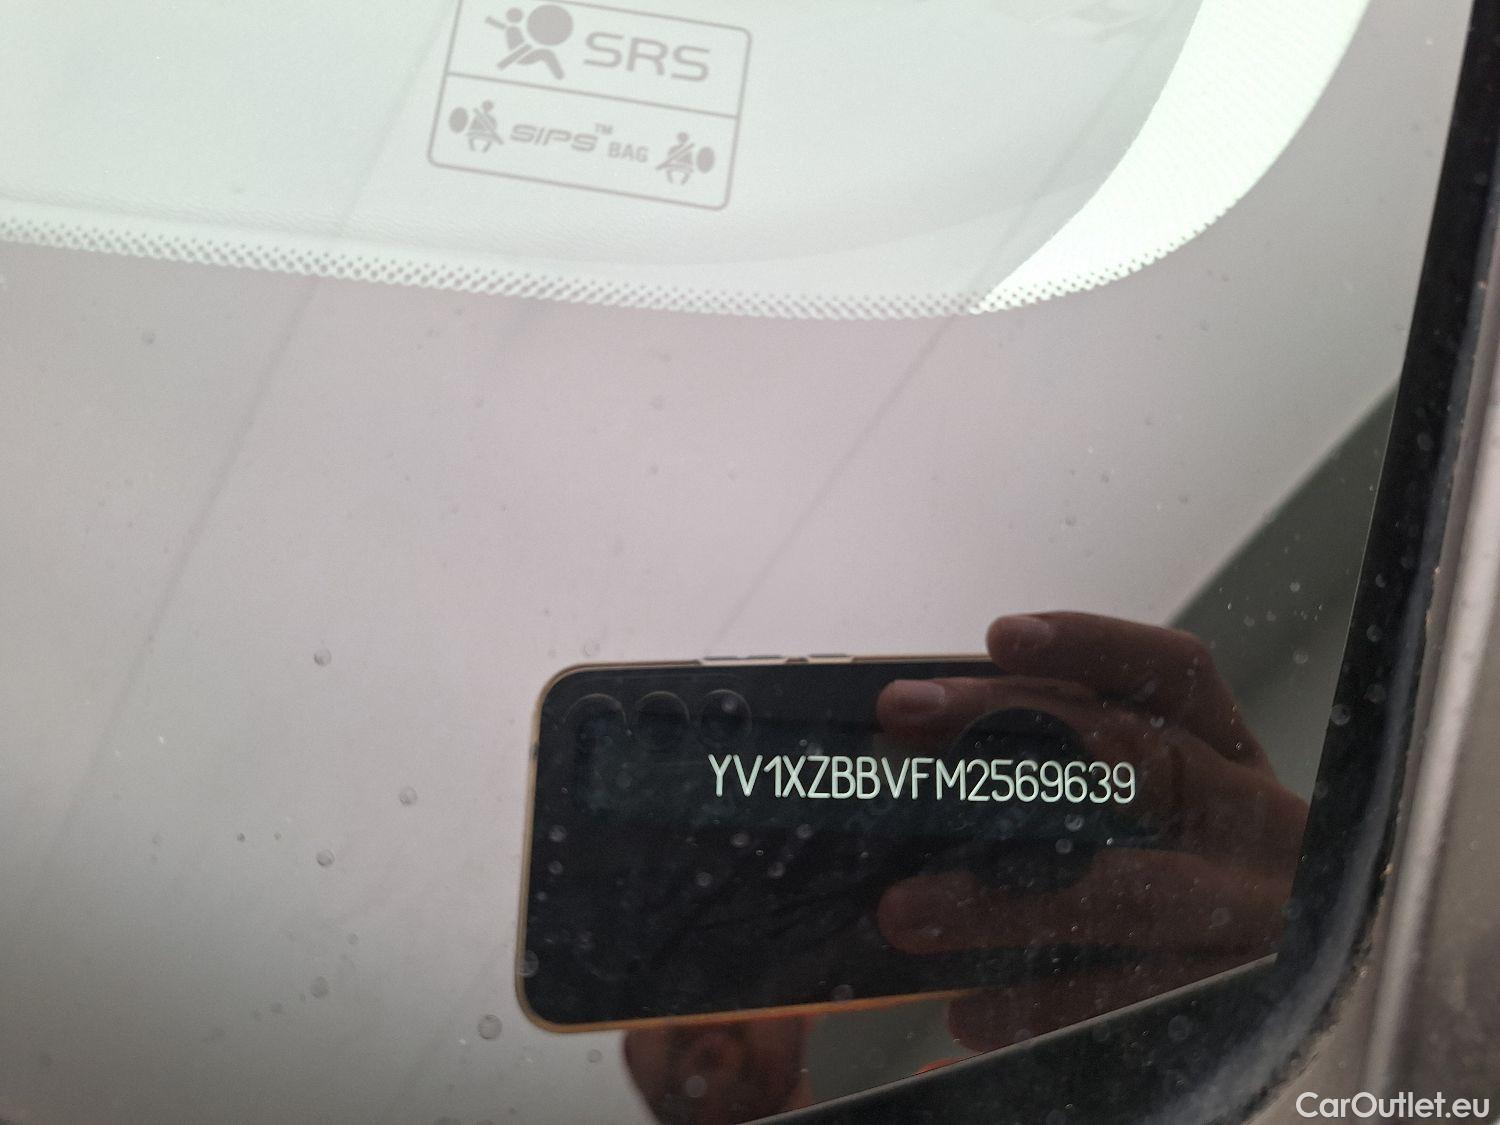 SRS
SIPS™ BAG
YV1XZBBVFM2569639
CarOutlet.eu